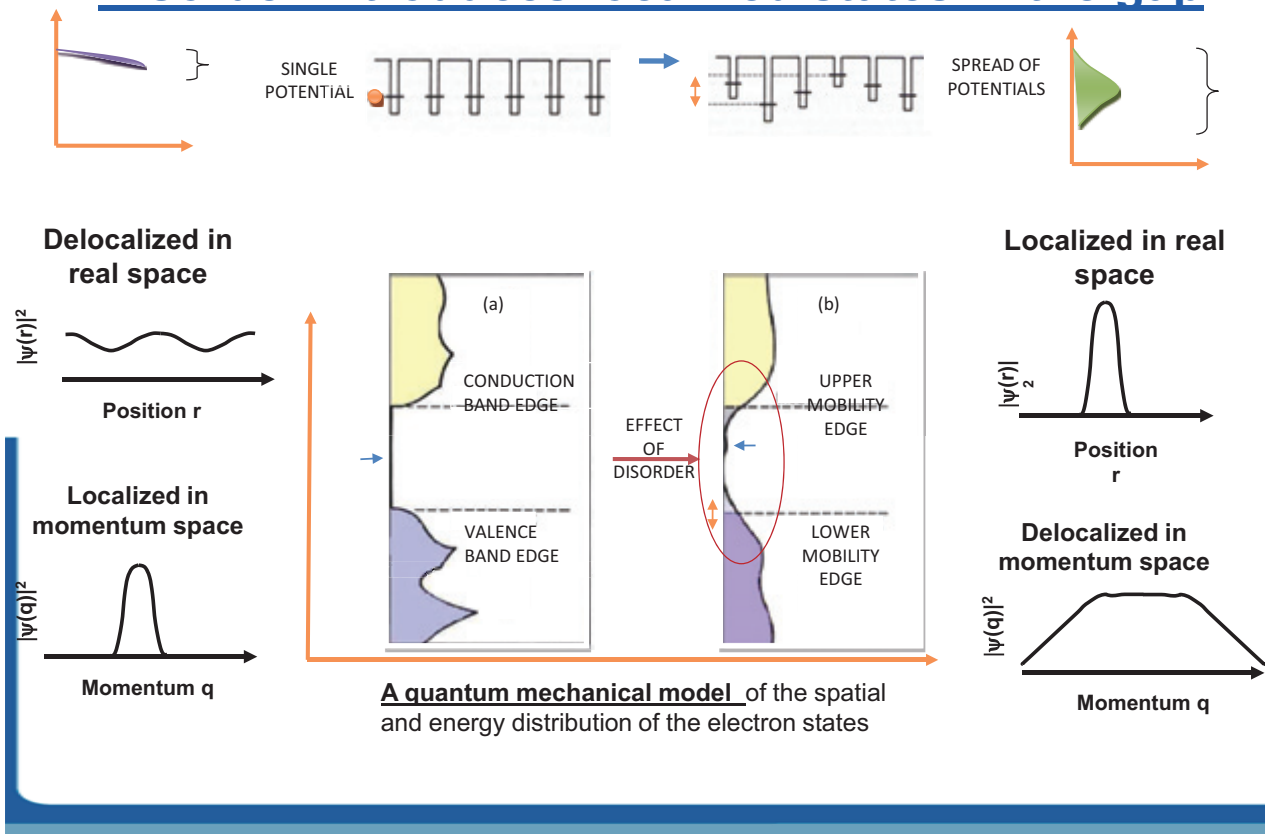 gap
SINGLE
POTENTIAL
SPREAD OF
POTENTIALS
Delocalized in
real space
|ψ(r)|²
Position r
Localized in
momentum space
|ψ(q)|²
Momentum q
(a)
CONDUCTION
BAND EDGE
VALENCE
BAND EDGE
EFFECT
OF
DISORDER
(b)
UPPER
MOBILITY
EDGE
LOWER
MOBILITY
EDGE
Localized in real
space
|ψ(r)|
2
Position
r
Delocalized in
momentum space
|ψ(q)|²
Momentum q
A quantum mechanical model of the spatial
and energy distribution of the electron states